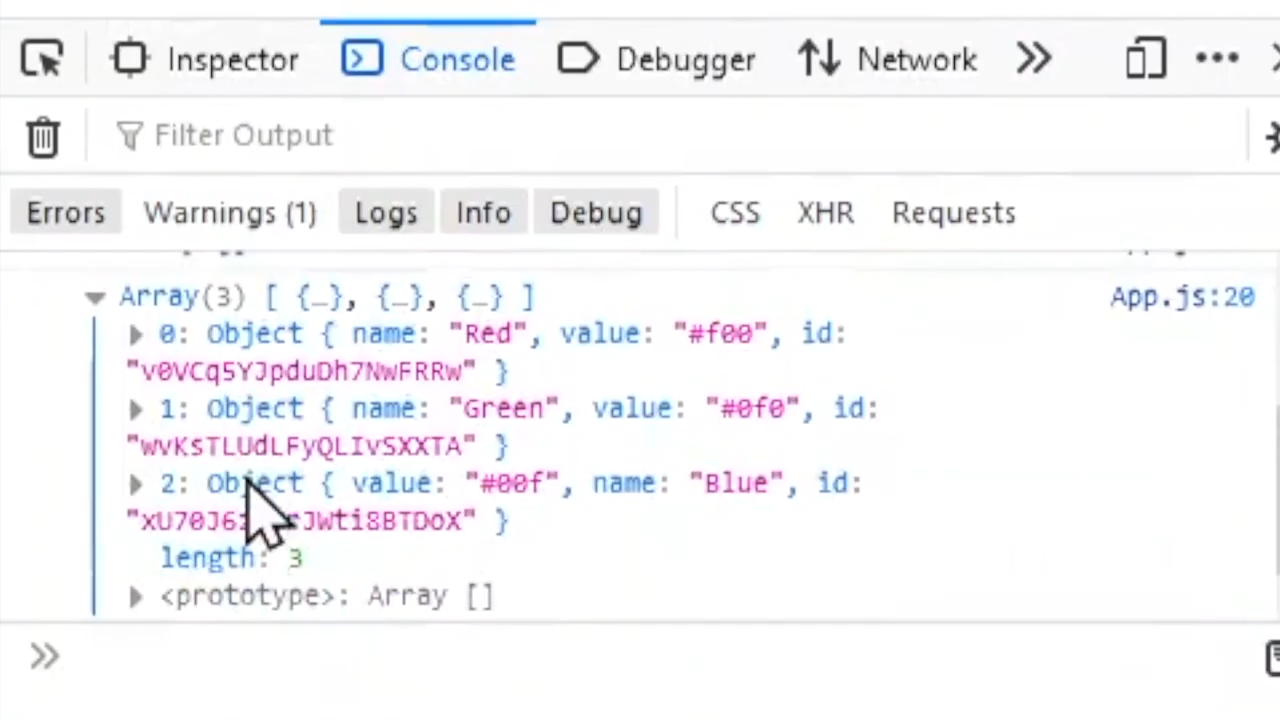 Inspector Console Debugger Network
Filter Output
Errors Warnings (1) Logs Info Debug CSS XHR Requests
Array(3) [ {…}, {…}, {…} ] App.js:20
0: Object { name: "Red", value: "#f00", id:
"v0VCq5YJpduDh7NwFRRw" }
1: Object { name: "Green", value: "#0f0", id:
"wvKsTLUdLFyQLIvSXXTA" }
2: Object { value: "#00f", name: "Blue", id:
}
length: 3
<prototype>: Array []